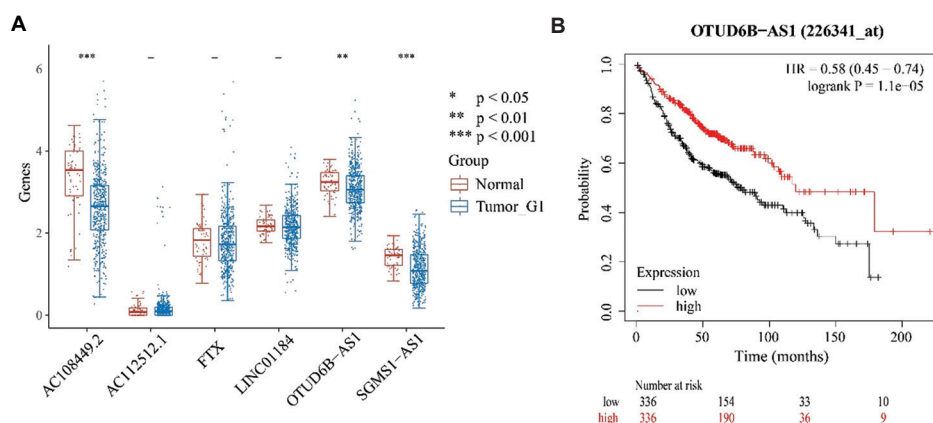 A
*** – – – ** ***
6
4
2
0
Genes
* p < 0.05
** p < 0.01
*** p < 0.001
Group
Normal
Tumor_G1
AC108449.2
AC112512.1
FTX
LINC01184
OTUD6B−AS1
SGMS1−AS1
B
OTUD6B−AS1 (226341_at)
HR = 0.58 (0.45 − 0.74)
logrank P = 1.1e−05
1.0
0.8
0.6
0.4
0.2
0.0
Probability
Expression
low
high
0 50 100 150 200
Time (months)
Number at risk
low 336 154 33 10
high 336 190 36 9